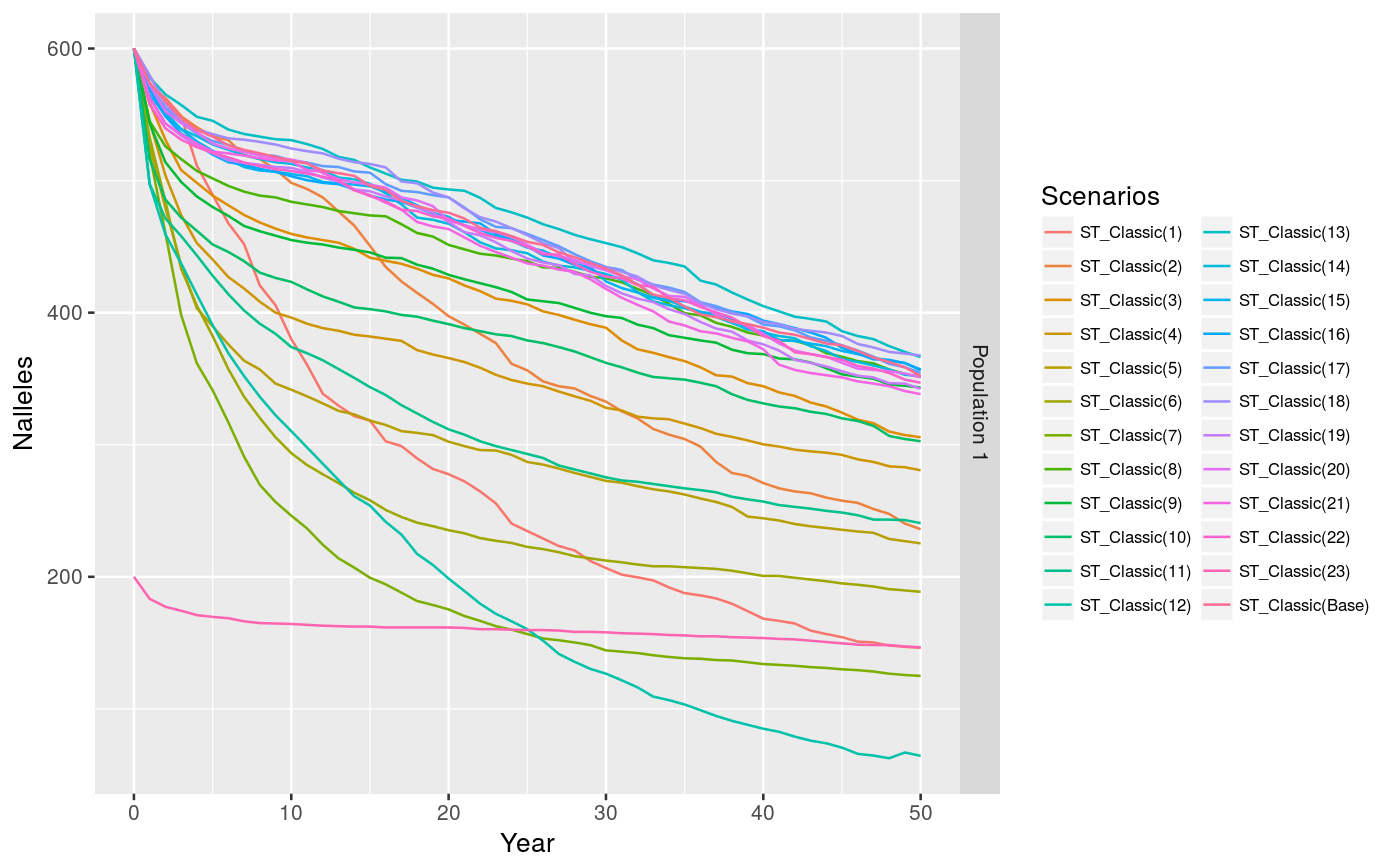 600
400
200
Nalleles
0 10 20 30 40 50
Year
Population 1
Scenarios
ST_Classic(1) ST_Classic(13)
ST_Classic(2) ST_Classic(14)
ST_Classic(3) ST_Classic(15)
ST_Classic(4) ST_Classic(16)
ST_Classic(5) ST_Classic(17)
ST_Classic(6) ST_Classic(18)
ST_Classic(7) ST_Classic(19)
ST_Classic(8) ST_Classic(20)
ST_Classic(9) ST_Classic(21)
ST_Classic(10) ST_Classic(22)
ST_Classic(11) ST_Classic(23)
ST_Classic(12) ST_Classic(Base)